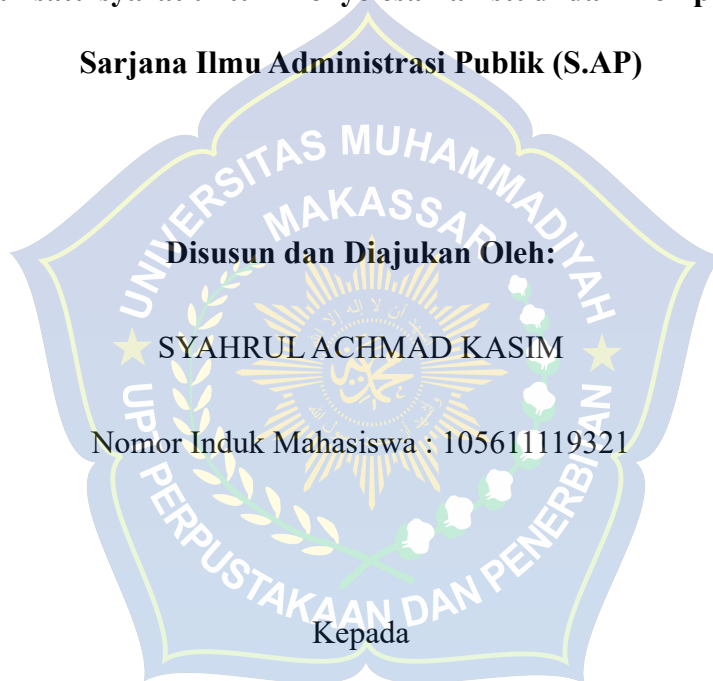 Sarjana Ilmu Administrasi Publik (S.AP)
UNIVERSITAS MUHAMMADIYAH
MAKASSAR
Disusun dan Diajukan Oleh:
SYAHRUL ACHMAD KASIM
Nomor Induk Mahasiswa : 105611119321
UPT PERPUSTAKAAN DAN PENERBITAN
Kepada